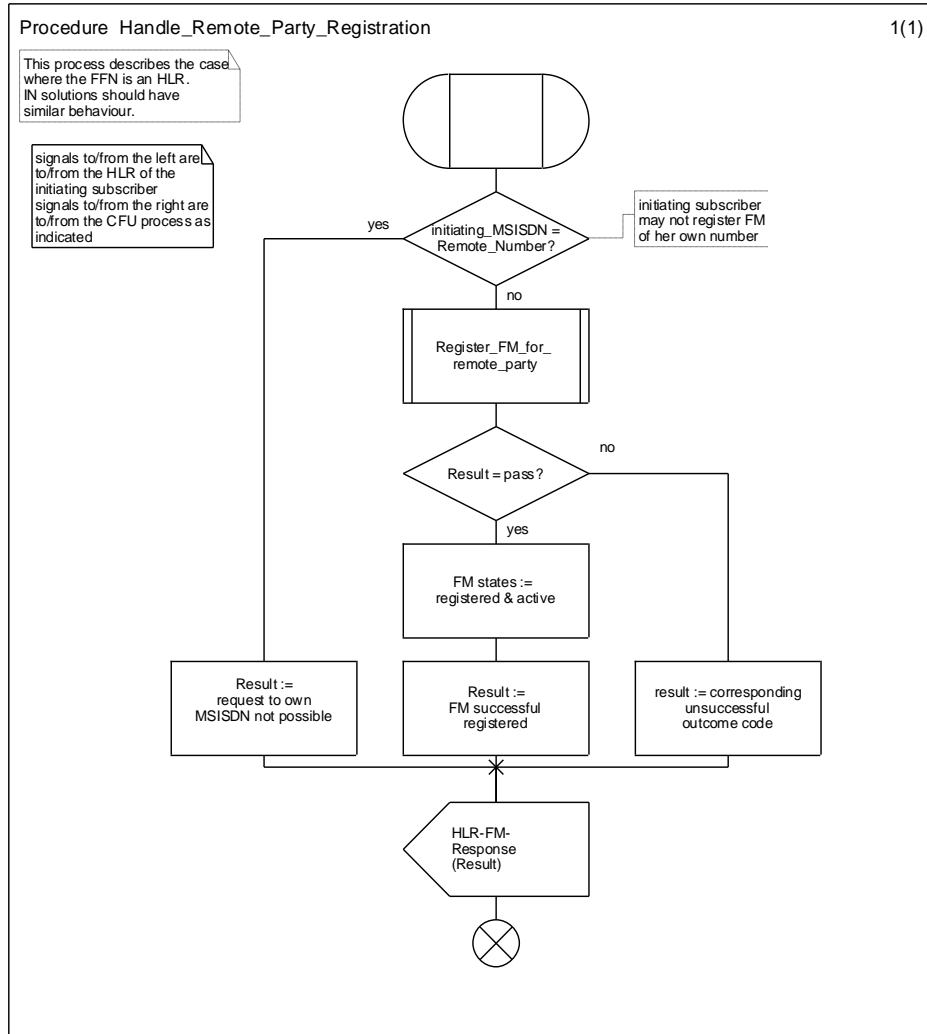 Procedure Handle_Remote_Party_Registration
1(1)
This process describes the case
where the FFN is an HLR.
IN solutions should have
similar behaviour.
signals to/from the left are
to/from the HLR of the
initiating subscriber
signals to/from the right are
to/from the CFU process as
indicated
yes
initiating_MSISDN =
Remote_Number?
initiating subscriber
may not register FM
of her own number
no
Register_FM_for_
remote_party
Result = pass?
no
yes
FM states :=
registered & active
Result :=
request to own
MSISDN not possible
Result :=
FM successful
registered
result := corresponding
unsuccessful
outcome code
HLR-FM-
Response
(Result)